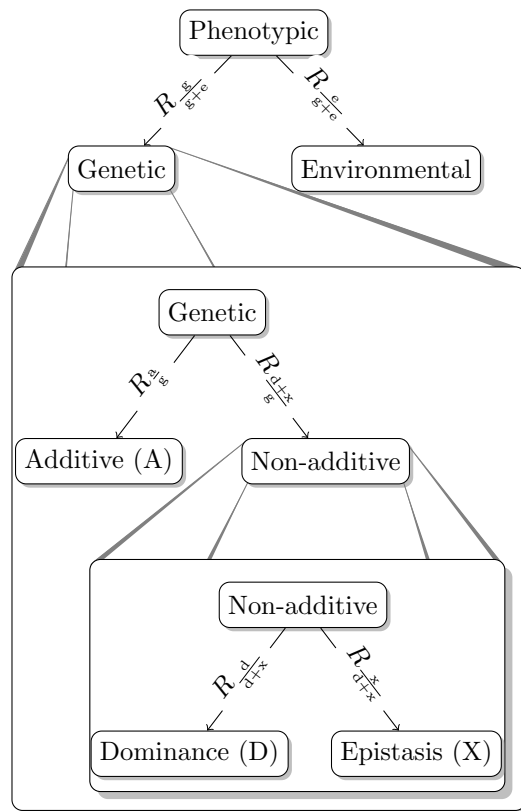 Phenotypic
R g/g+e R e/g+e
Genetic Environmental
Genetic
R a/g R d+x/g
Additive (A) Non-additive
Non-additive
R d/d+x R x/d+x
Dominance (D) Epistasis (X)